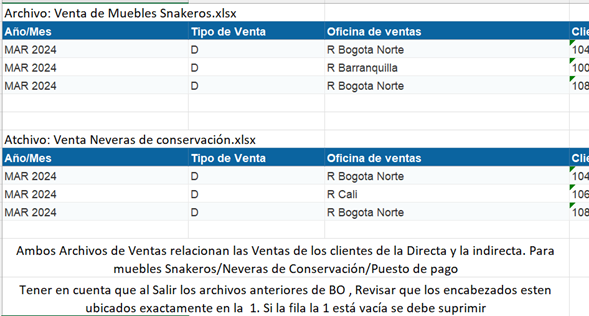 Archivo: Venta de Muebles Snakeros.xlsx
Año/Mes Tipo de Venta Oficina de ventas Clie
MAR 2024 D R Bogota Norte 104
MAR 2024 D R Barranquilla 100
MAR 2024 D R Bogota Norte 108
Atchivo: Venta Neveras de conservación.xlsx
Año/Mes Tipo de Venta Oficina de ventas Clie
MAR 2024 D R Bogota Norte 104
MAR 2024 D R Cali 106
MAR 2024 D R Bogota Norte 108
Ambos Archivos de Ventas relacionan las Ventas de los clientes de la Directa y la indirecta. Para
muebles Snakeros/Neveras de Conservación/Puesto de pago
Tener en cuenta que al Salir los archivos anteriores de BO , Revisar que los encabezados esten
ubicados exactamente en la 1. Si la fila la 1 está vacía se debe suprimir